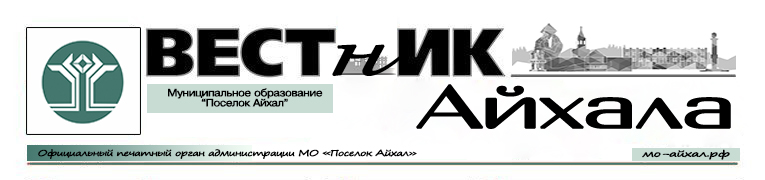 ВЕСТнИК
Айхала
Муниципальное образование
"Поселок Айхал"
Официальный печатный орган администрации МО «Поселок Айхал»
мо-айхал.рф